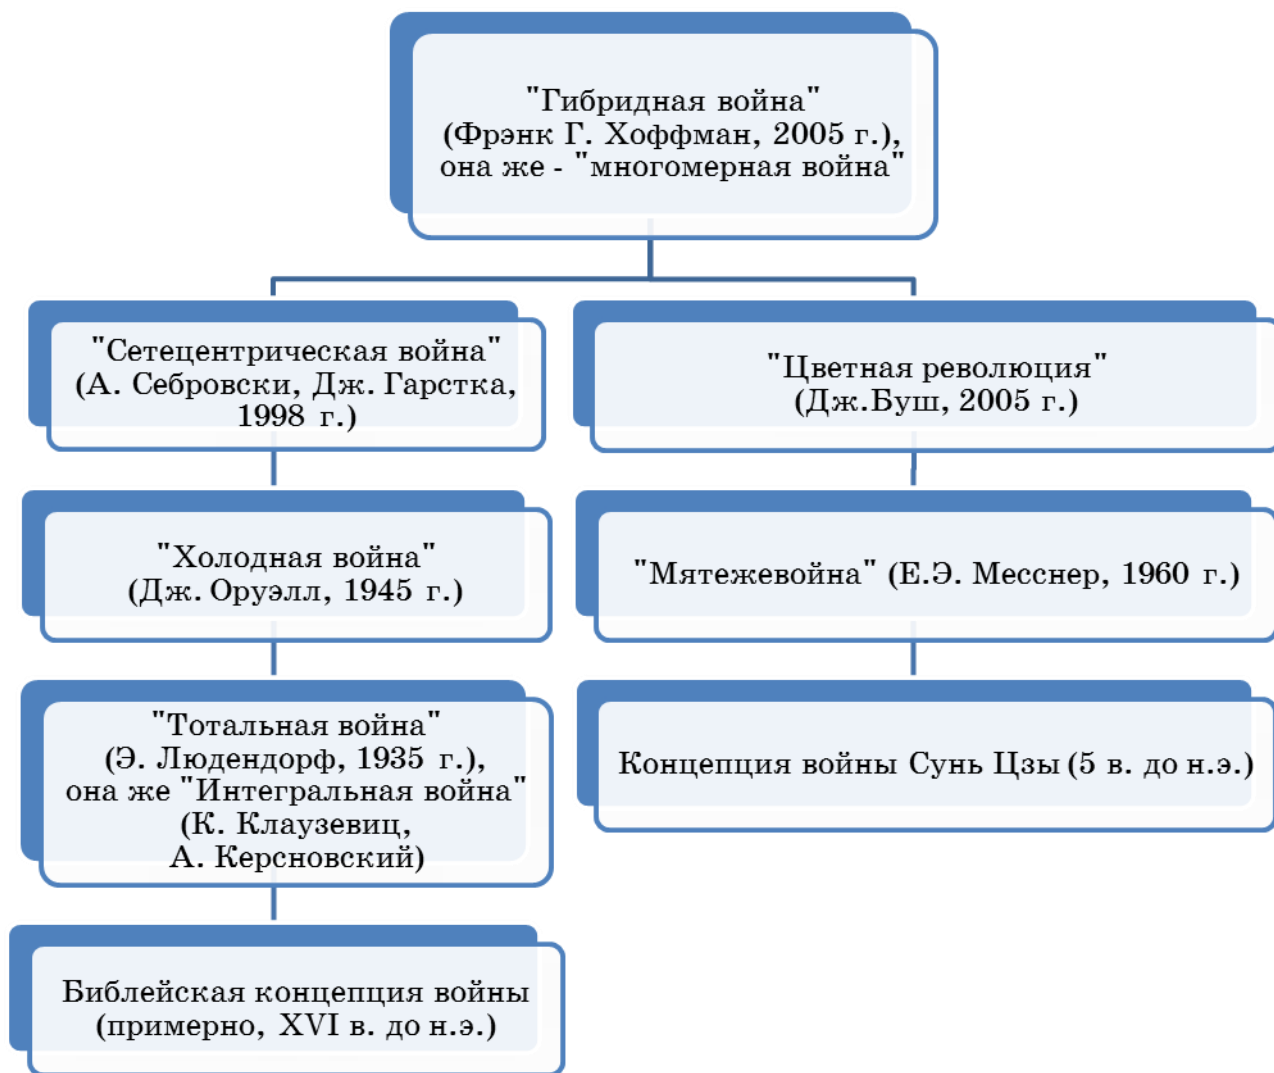 "Гибридная война"
(Фрэнк Г. Хоффман, 2005 г.),
она же - "многомерная война"
"Сетецентрическая война"
(А. Себровски, Дж. Гарстка,
1998 г.)
"Цветная революция"
(Дж.Буш, 2005 г.)
"Холодная война"
(Дж. Оруэлл, 1945 г.)
"Мятежевойна" (Е.Э. Месснер, 1960 г.)
"Тотальная война"
(Э. Людендорф, 1935 г.),
она же "Интегральная война"
(К. Клаузевиц,
А. Керсновский)
Концепция войны Сунь Цзы (5 в. до н.э.)
Библейская концепция войны
(примерно, XVI в. до н.э.)